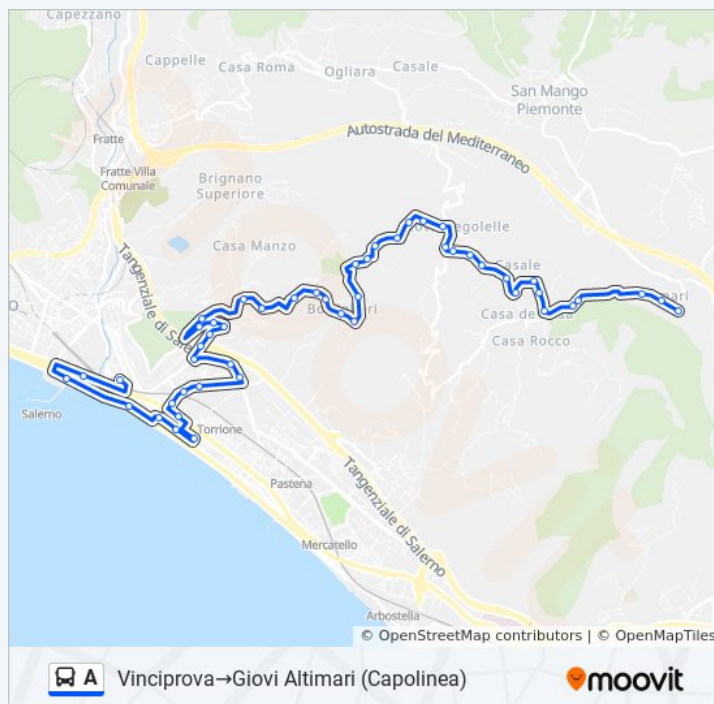 Capezzano
Cappelle
Casa Roma
Ogliara
Casale
San Mango
Piemonte
Autostrada del Mediterraneo
Fratte
Fratte Villa
Comunale
Brignano
Superiore
Casa Manzo
Tangenziale di
Casale
Casa Rocco
Salerno
Torrione
Pastena
Tangenziale di Salerno
Mercatello
Arbostella
© OpenStreetMap contributors | © OpenMapTiles
A Vinciprova→Giovi Altimari (Capolinea)
moovit